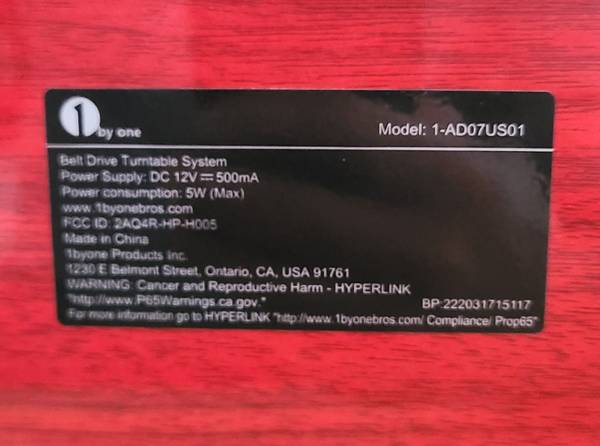 1 by one
Model: 1-AD07US01
Belt Drive Turntable System
Power Supply: DC 12V⎓500mA
Power consumption: 5W (Max)
www.1byonebros.com
FCC ID: 2AQ4R-HP-H005
Made in China
1byone Products Inc.
1230 E Belmont Street, Ontario, CA, USA 91761
WARNING: Cancer and Reproductive Harm - HYPERLINK
"http://www.P65Warnings.ca.gov."
BP:222031715117
For more information go to HYPERLINK "http://www.1byonebros.com/ Compliance/ Prop65"